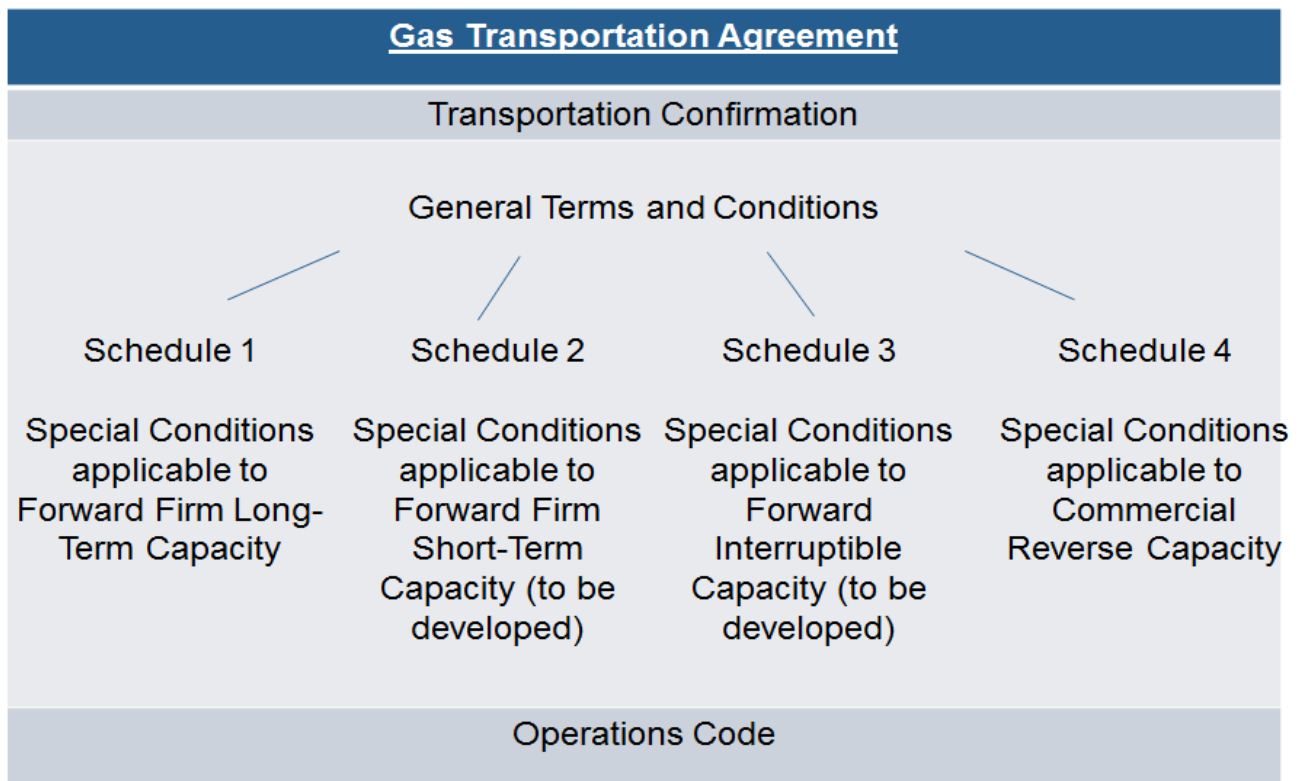 Gas Transportation Agreement
Transportation Confirmation
General Terms and Conditions
Schedule 1
Special Conditions
applicable to
Forward Firm Long-
Term Capacity
Schedule 2
Special Conditions
applicable to
Forward Firm
Short-Term
Capacity (to be
developed)
Schedule 3
Special Conditions
applicable to
Forward
Interruptible
Capacity (to be
developed)
Schedule 4
Special Conditions
applicable to
Commercial
Reverse Capacity
Operations Code